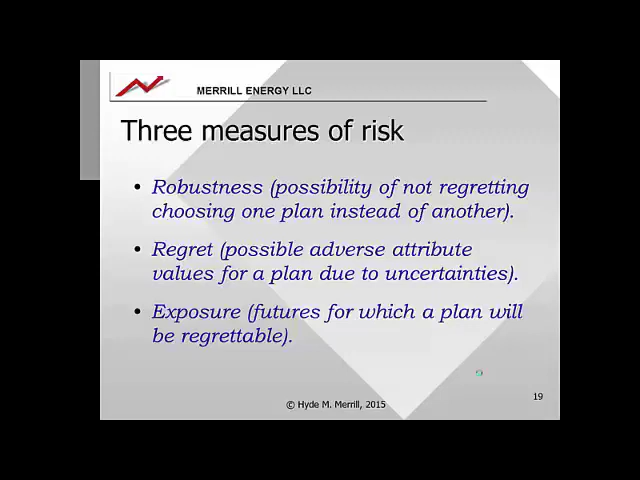 MERRILL ENERGY LLC
Three measures of risk
• Robustness (possibility of not regretting
choosing one plan instead of another).
• Regret (possible adverse attribute
values for a plan due to uncertainties).
• Exposure (futures for which a plan will
be regrettable).
© Hyde M. Merrill, 2015
19